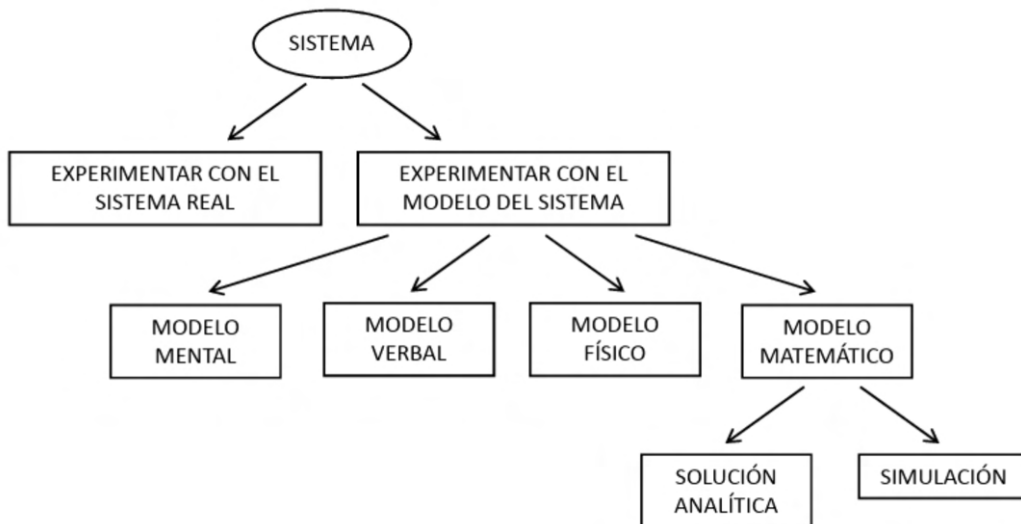 SISTEMA
EXPERIMENTAR CON EL
SISTEMA REAL
EXPERIMENTAR CON EL
MODELO DEL SISTEMA
MODELO
MENTAL
MODELO
VERBAL
MODELO
FÍSICO
MODELO
MATEMÁTICO
SOLUCIÓN
ANALÍTICA
SIMULACIÓN